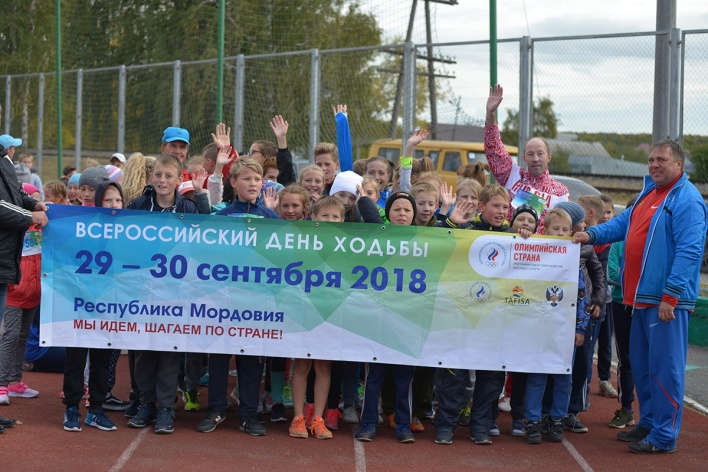 ВСЕРОССИЙСКИЙ ДЕНЬ ХОДЬБЫ
29 – 30 сентября 2018
Республика Мордовия
МЫ ИДЕМ, ШАГАЕМ ПО СТРАНЕ!
ОЛИМПИЙСКАЯ
СТРАНА
TAFISA